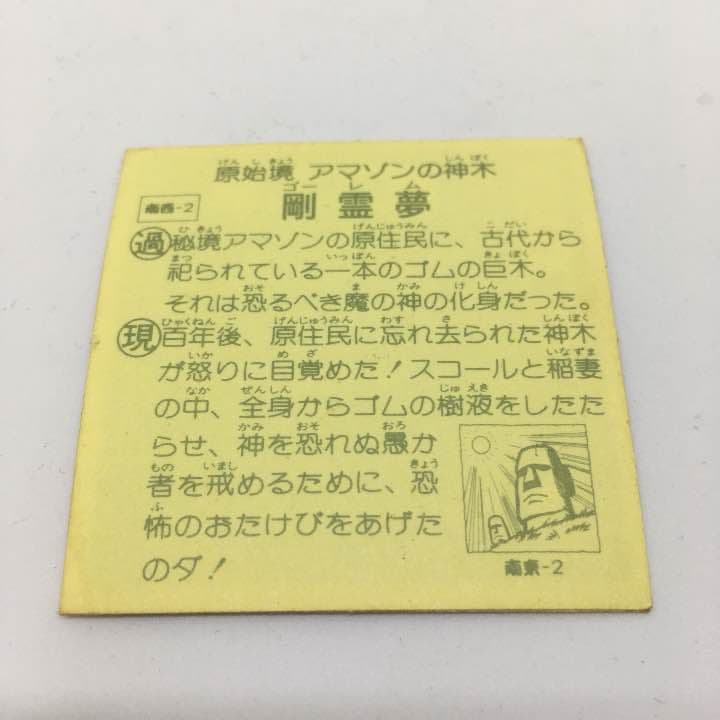 原始境 アマゾンの神木
南西-2
剛霊夢
ゴーレム
過 秘境アマゾンの原住民に、古代から
祀られている一本のゴムの巨木。
それは恐るべき魔の神の化身だった。
現 百年後、原住民に忘れ去られた神木
が怒りに目覚めた!スコールと稲妻
の中、全身からゴムの樹液をしたた
らせ、神を恐れぬ愚か
者を戒めるために、恐
怖のおたけびをあげた
のダ!
南東-2